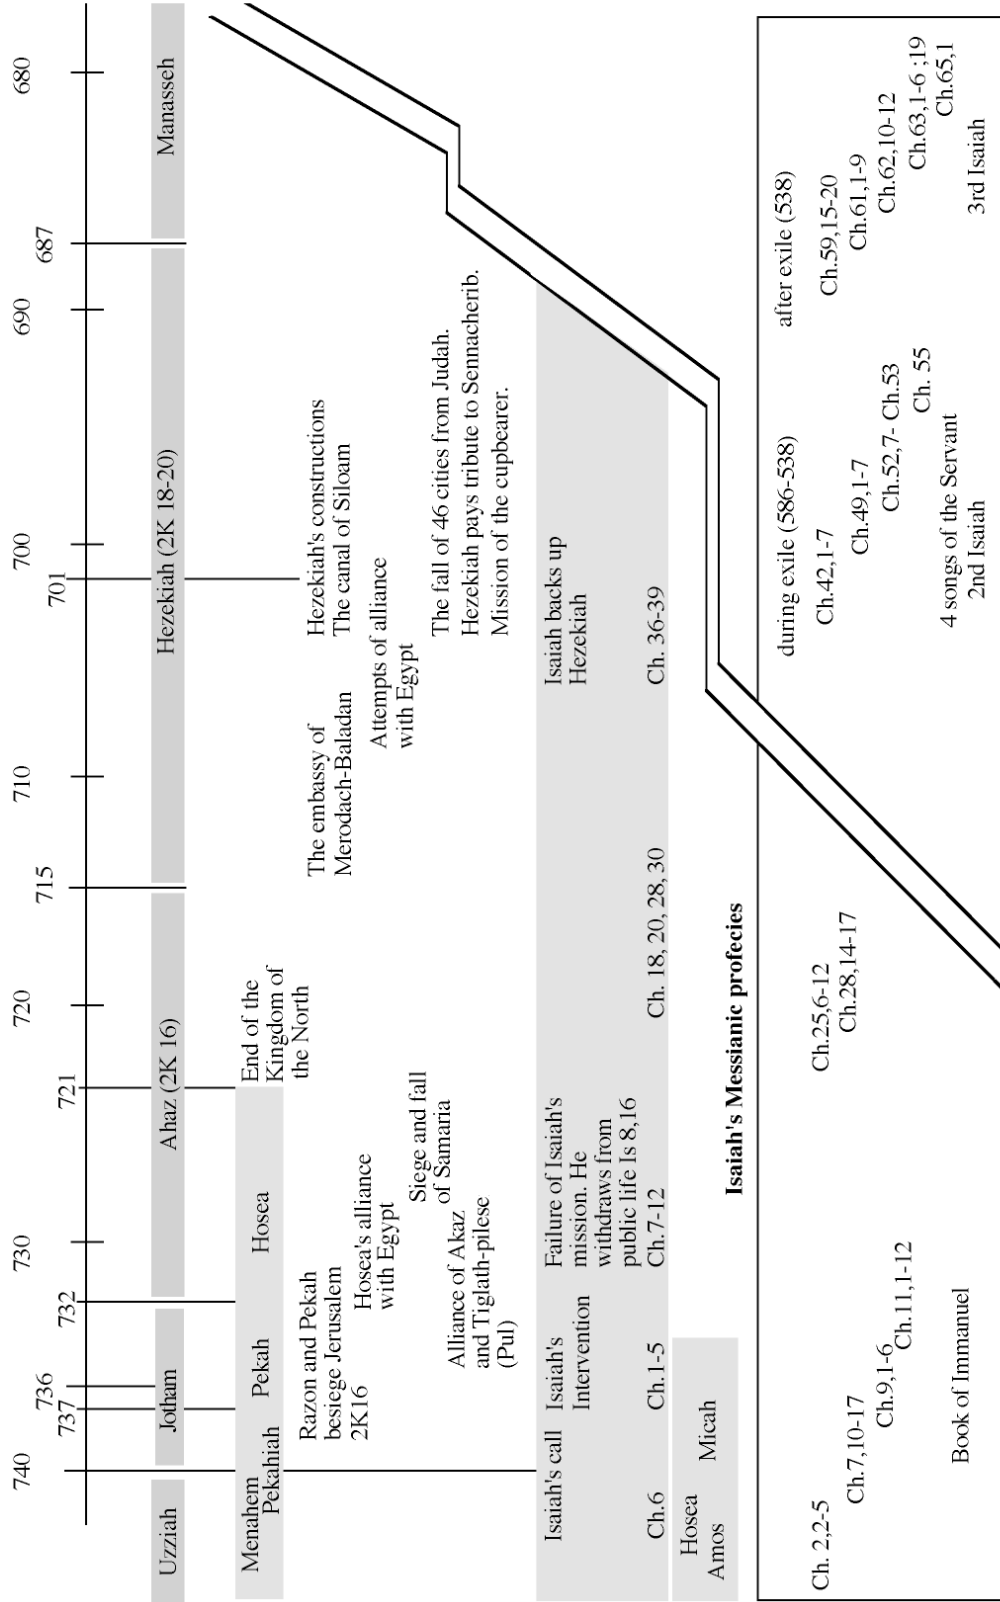 740
737
736
732
730
721
720
715
710
701
700
690
687
680
Uzziah
Jotham
Ahaz (2K 16)
Hezekiah (2K 18-20)
Manasseh
Menahem
Pekahiah
Pekah
Hosea
End of the
Kingdom of
the North
Razon and Pekah
besiege Jerusalem
2K16
Hosea's alliance
with Egypt
Siege and fall
of Samaria
Alliance of Akaz
and Tiglath-pilese
(Pul)
The embassy of
Merodach-Baladan
Attempts of alliance
with Egypt
Hezekiah's constructions
The canal of Siloam
The fall of 46 cities from Judah.
Hezekiah pays tribute to Sennacherib.
Mission of the cupbearer.
Isaiah's call
Ch.6
Isaiah's
Intervention
Ch.1-5
Failure of Isaiah's
mission. He
withdraws from
public life Is 8,16
Ch.7-12
Ch. 18, 20, 28, 30
Isaiah backs up
Hezekiah
Ch. 36-39
Hosea
Amos
Micah
Isaiah's Messianic profecies
Ch. 2,2-5
Ch.7,10-17
Ch.9,1-6
Ch.11,1-12
Book of Immanuel
Ch.25,6-12
Ch.28,14-17
during exile (586-538)
Ch.42,1-7
Ch.49,1-7
Ch.52,7- Ch.53
Ch. 55
4 songs of the Servant
2nd Isaiah
after exile (538)
Ch.59,15-20
Ch.61,1-9
Ch.62,10-12
Ch.63,1-6 ;19
Ch.65,1
3rd Isaiah